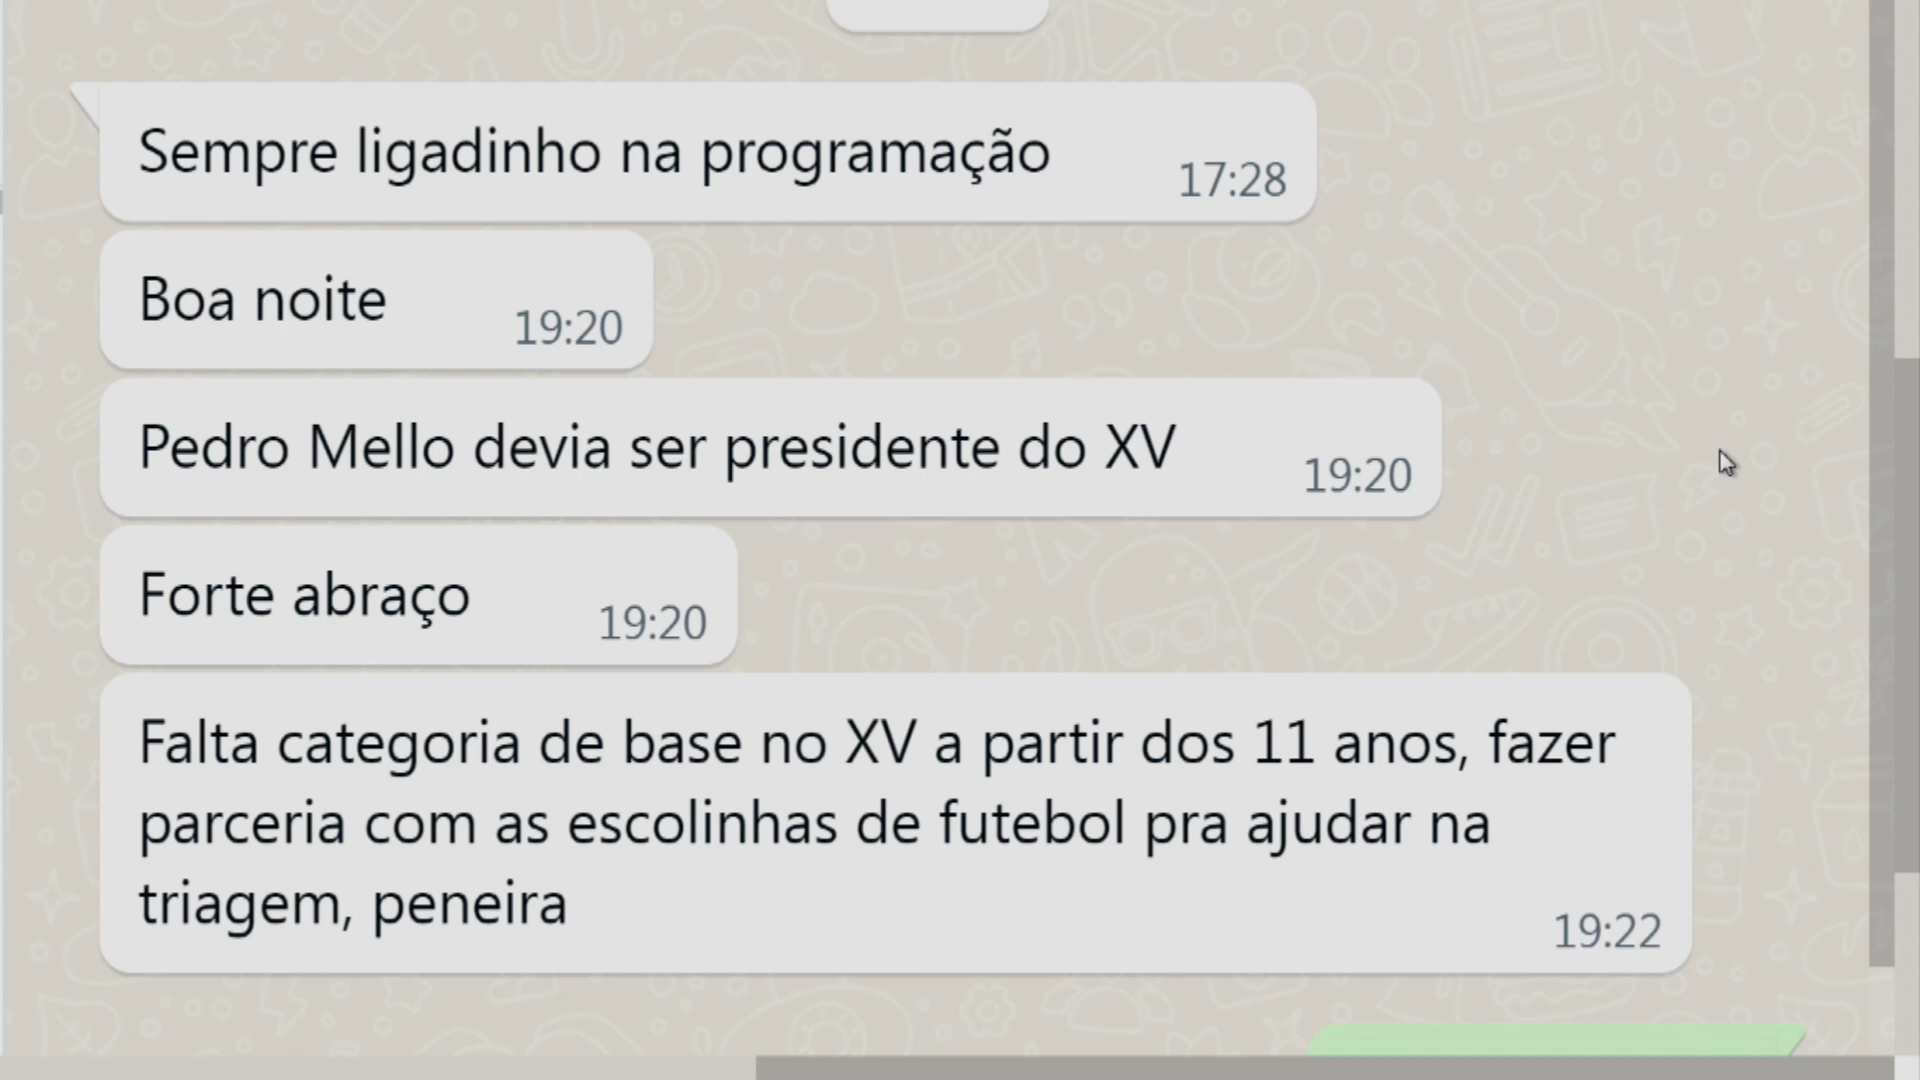 Sempre ligadinho na programação
17:28
Boa noite
19:20
Pedro Mello devia ser presidente do XV
19:20
Forte abraço
19:20
Falta categoria de base no XV a partir dos 11 anos, fazer
parceria com as escolinhas de futebol pra ajudar na
triagem, peneira
19:22